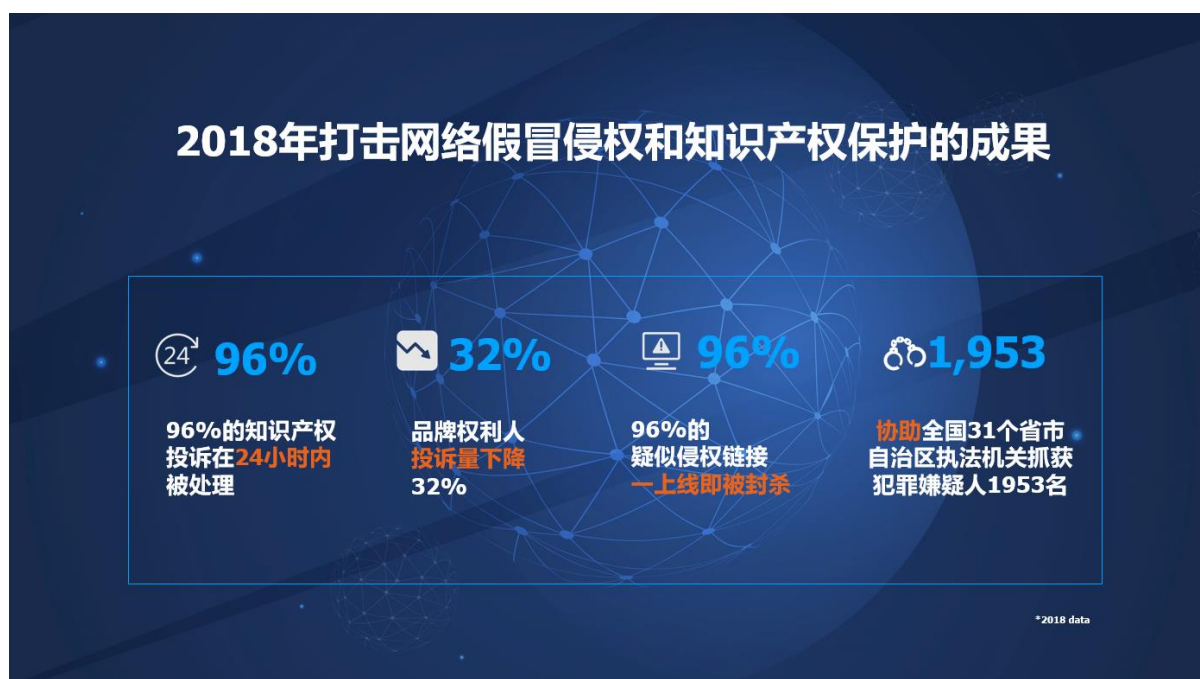 2018年打击网络假冒侵权和知识产权保护的成果
24
96%
96%的知识产权
投诉在24小时内
被处理
32%
品牌权利人
投诉量下降
32%
96%
96%的
疑似侵权链接
一上线即被封杀
1,953
协助全国31个省市
自治区执法机关抓获
犯罪嫌疑人1953名
*2018 data